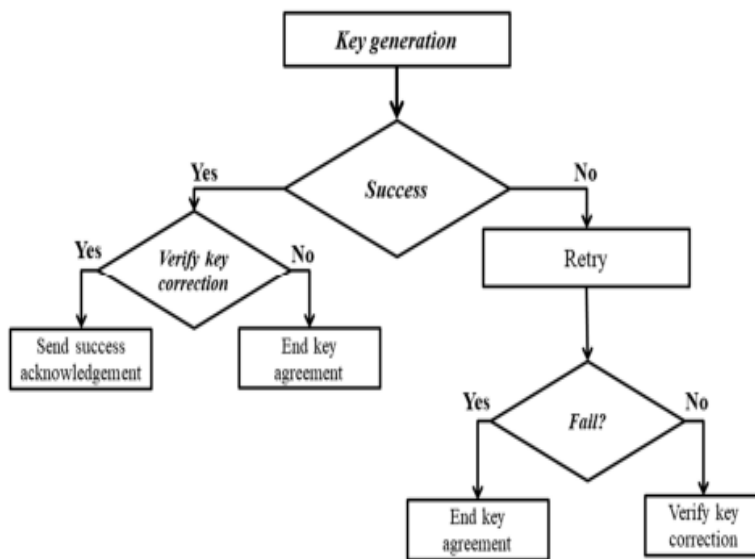 Key generation
Yes
No
Success
Yes
Verify key
correction
No
Retry
Send success
acknowledgement
End key
agreement
Yes
Fail?
No
End key
agreement
Verify key
correction